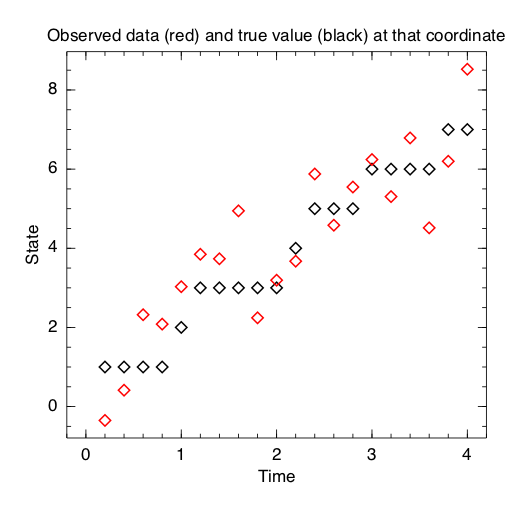 Observed data (red) and true value (black) at that coordinate
8
6
4
2
0
State
0 1 2 3 4
Time